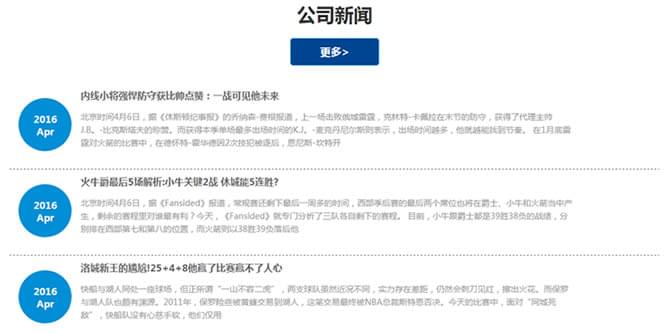 公司新闻
更多>
2016
Apr
内线小将强悍防守获比帅点赞：一战可见他未来
北京时间4月6日，据《休斯顿纪事报》的乔纳森-费根报道，上一场击败俄城雷霆，克林特-卡佩拉在末节的防守，获得了代理主帅
J.B。-比克斯塔夫的称赞。而获得本季单场最多出场时间的K.J。-麦克丹尼尔斯则表示，出场时间越多，他就越能找到节奏。 在1月底雷
霆对火箭的比赛中，在德怀特-霍华德因2次技犯被逐后，恩尼斯-坎特开
2016
Apr
火牛爵最后5场解析:小牛关键2战 休城能5连胜?
北京时间4月6日，据《Fansided》报道，常规赛还剩下最后一周多的时间，西部季后赛的最后两个席位也将在爵士、小牛和火箭当中产
生，剩余的赛程里对谁最有利？今天，《Fansided》就专门分析了三队各自剩下的赛程。 目前，小牛跟爵士都是39胜38负的战绩，分
别排在西部第七和第八的位置，而火箭则以38胜39负落后他
2016
Apr
洛城新王的尴尬!25+4+8他赢了比赛赢不了人心
快船与湖人同处一座球场，但正所谓“一山不容二虎”，两支球队虽然近况不同，实力存在差距，仍然会刺刀见红，擦出火花。而保罗
与湖人队也颇有渊源。2011年，保罗险些被黄蜂交易到湖人，这笔交易最终被NBA总裁斯特恩否决。今天的比赛中，面对“同城死
敌”，快船队没有心慈手软，他们仅用